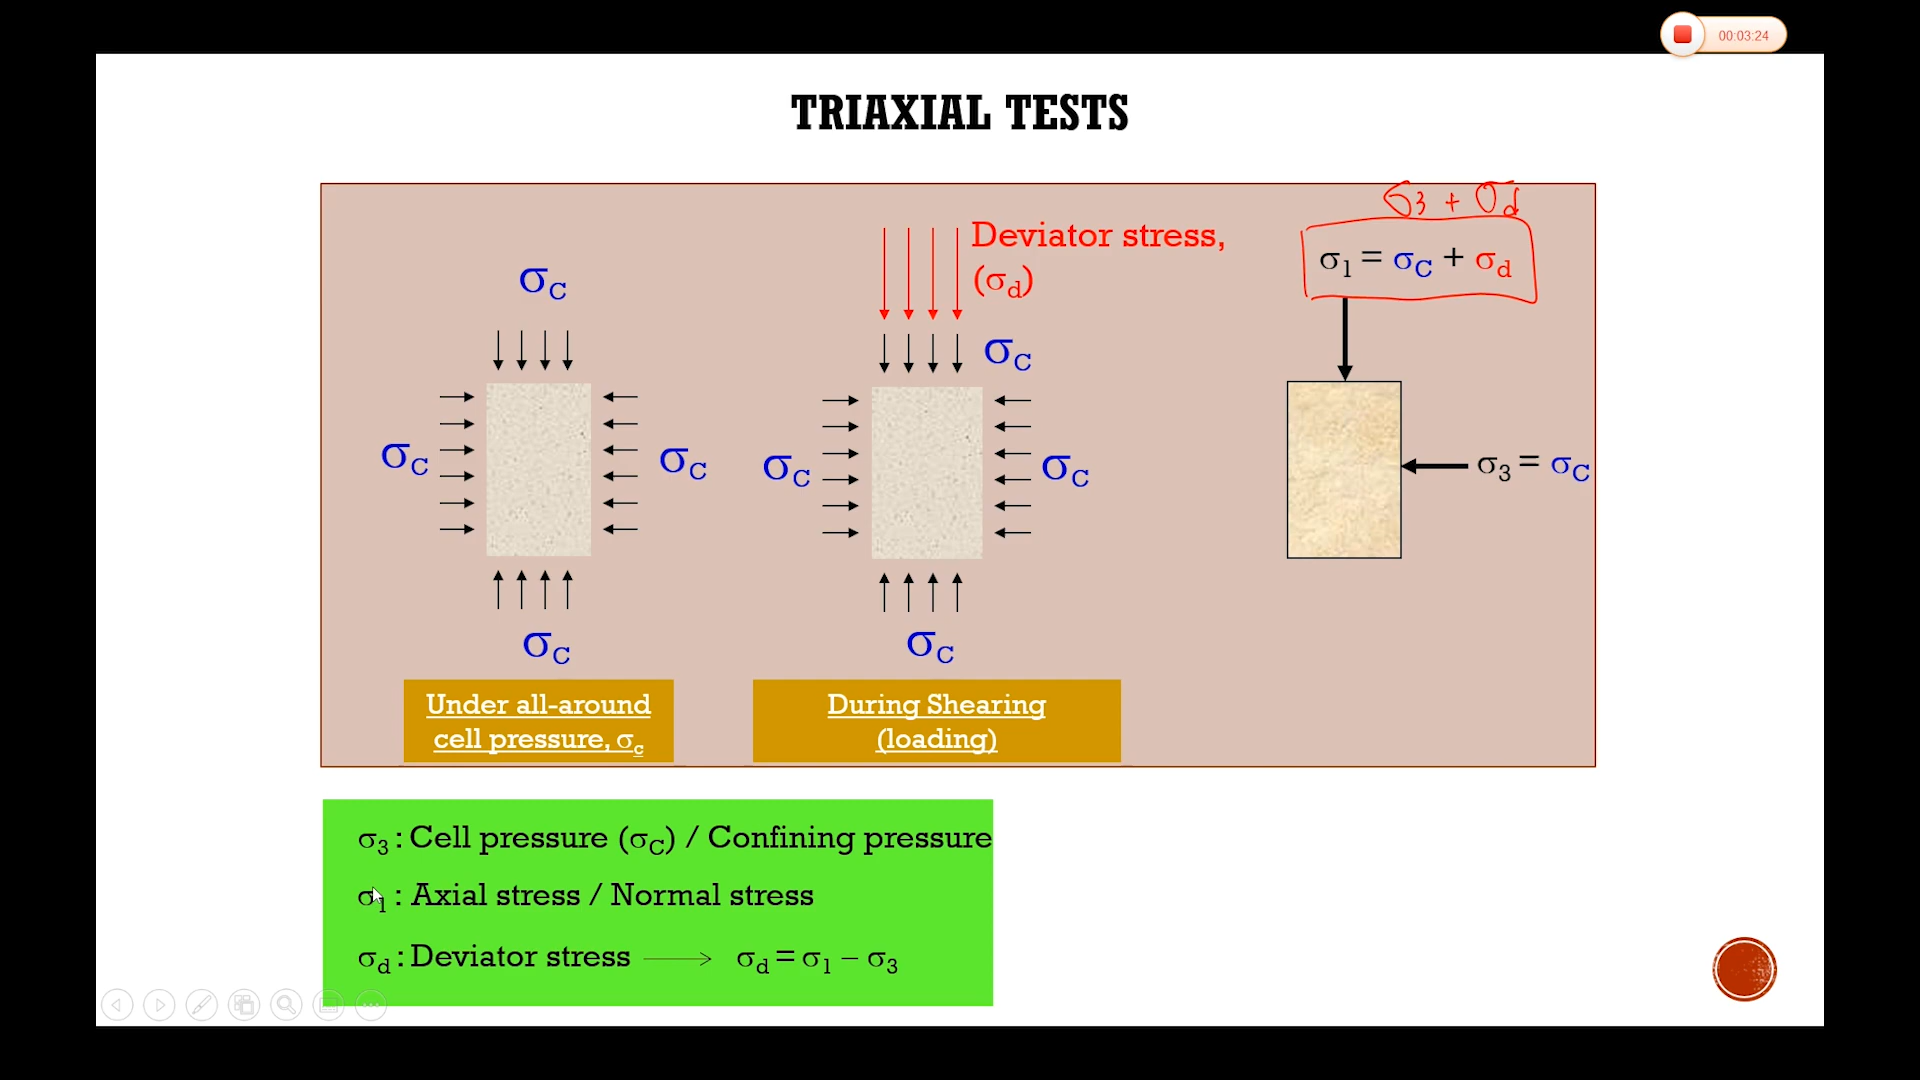 00:03:24
TRIAXIAL TESTS
σ3 + σd
Deviator stress,
(σd)
σ1 = σC + σd
σC
σC
σC
σC
σC
σC
σ3 = σC
σC
σC
Under all-around
cell pressure, σc
During Shearing
(loading)
σ3 : Cell pressure (σC) / Confining pressure
σ1 : Axial stress / Normal stress
σd : Deviator stress → σd = σ1 – σ3